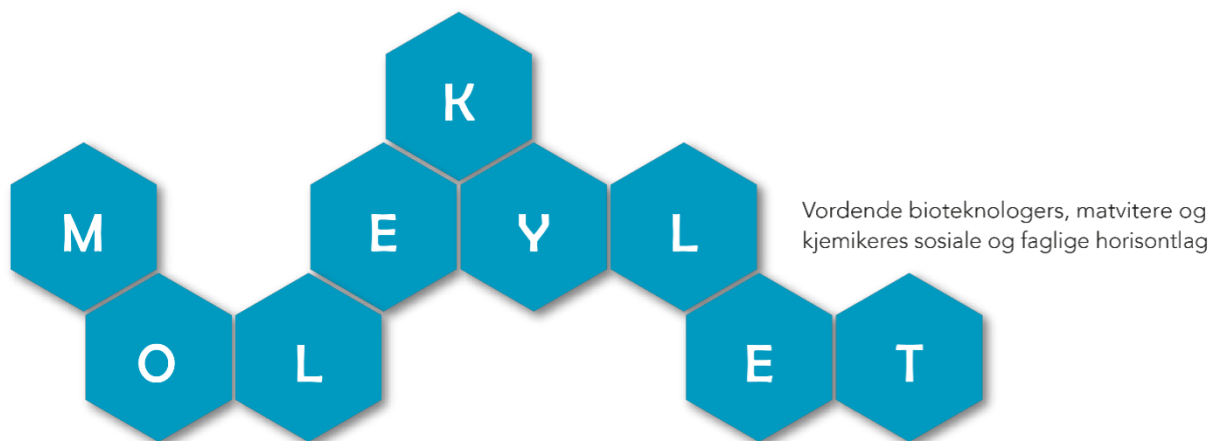 MOLEKYLET
Vordende bioteknologers, matvitere og
kjemikeres sosiale og faglige horisontlag